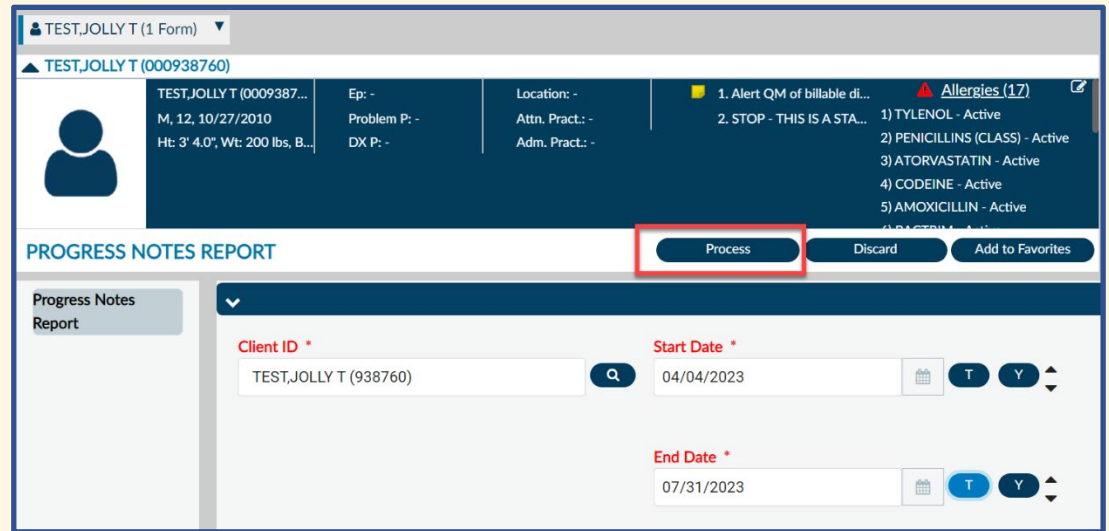 TEST,JOLLY T (1 Form)
TEST,JOLLY T (000938760)
TEST,JOLLY T (0009387...
M, 12, 10/27/2010
Ht: 3' 4.0", Wt: 200 lbs, B...
Ep: -
Problem P: -
DX P: -
Location: -
Attn. Pract.: -
Adm. Pract.: -
1. Alert QM of billable di...
2. STOP - THIS IS A STA...
Allergies (17)
1) TYLENOL - Active
2) PENICILLINS (CLASS) - Active
3) ATORVASTATIN - Active
4) CODEINE - Active
5) AMOXICILLIN - Active
PROGRESS NOTES REPORT
Process
Discard
Add to Favorites
Progress Notes
Report
Client ID *
TEST,JOLLY T (938760)
Start Date *
04/04/2023
T
Y
End Date *
07/31/2023
T
Y